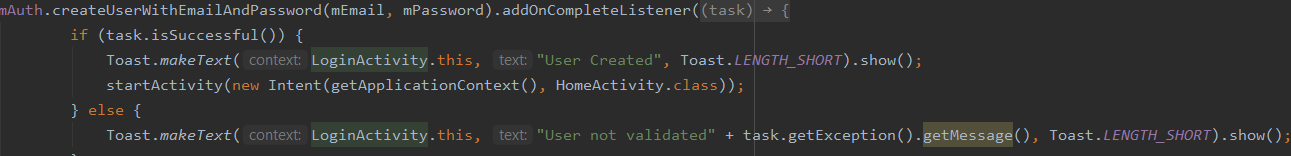 mAuth.createUserWithEmailAndPassword(mEmail, mPassword).addOnCompleteListener((task) → {
if (task.isSuccessful()) {
Toast.makeText( context: LoginActivity.this, text: "User Created", Toast.LENGTH_SHORT).show();
startActivity(new Intent(getApplicationContext(), HomeActivity.class));
} else {
Toast.makeText( context: LoginActivity.this, text: "User not validated" + task.getException().getMessage(), Toast.LENGTH_SHORT).show();